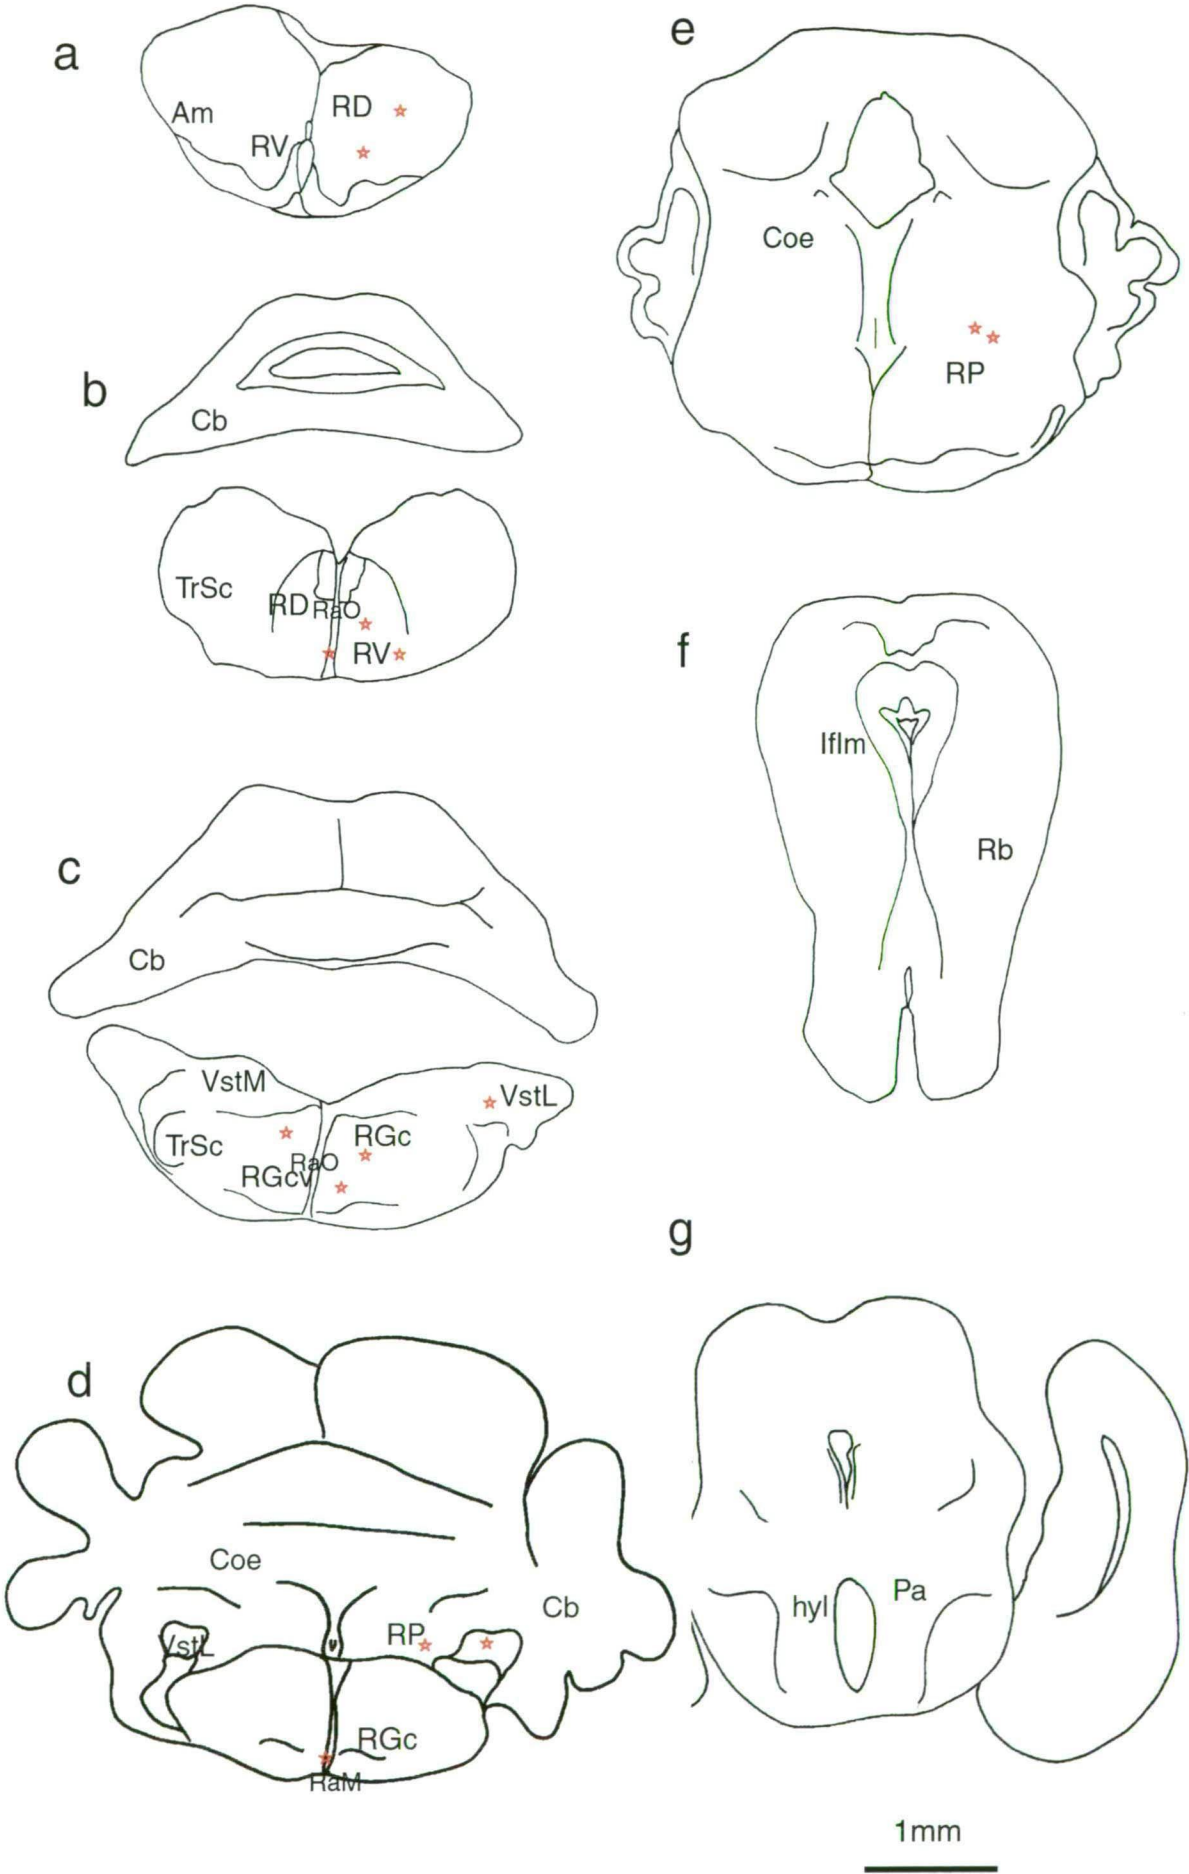 a
Am
RD
RV
b
Cb
TrSc
RD
RaO
RV
c
Cb
VstM
VstL
TrSc
RGc
RaO
RGcv
d
Coe
Cb
VstL
RP
RGc
RaM
e
Coe
RP
f
Iflm
Rb
g
hyl
Pa
1mm